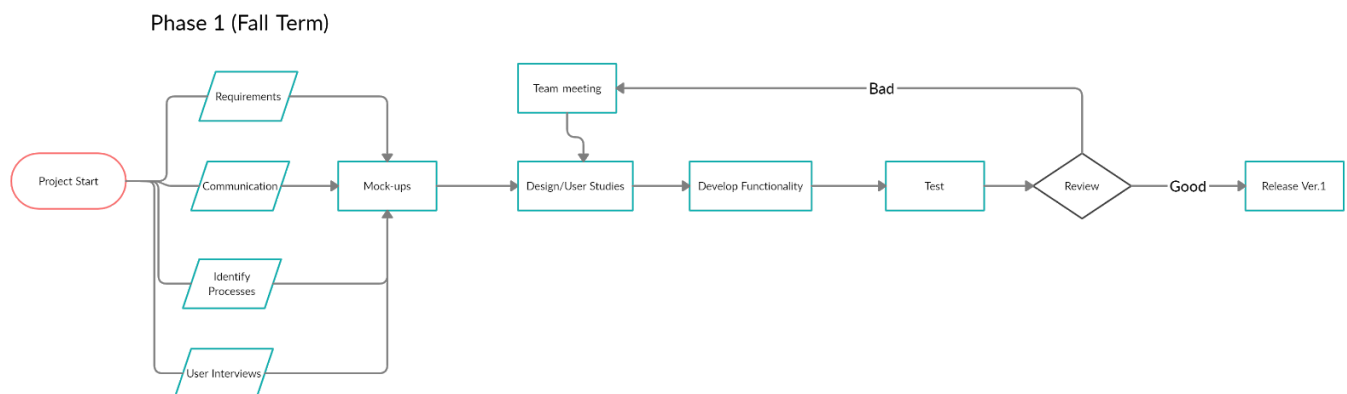 Phase 1 (Fall Term)
Requirements
Team meeting
Bad
Project Start
Communication
Mock-ups
Design/User Studies
Develop Functionality
Test
Review
Good
Release Ver.1
Identify
Processes
User Interviews